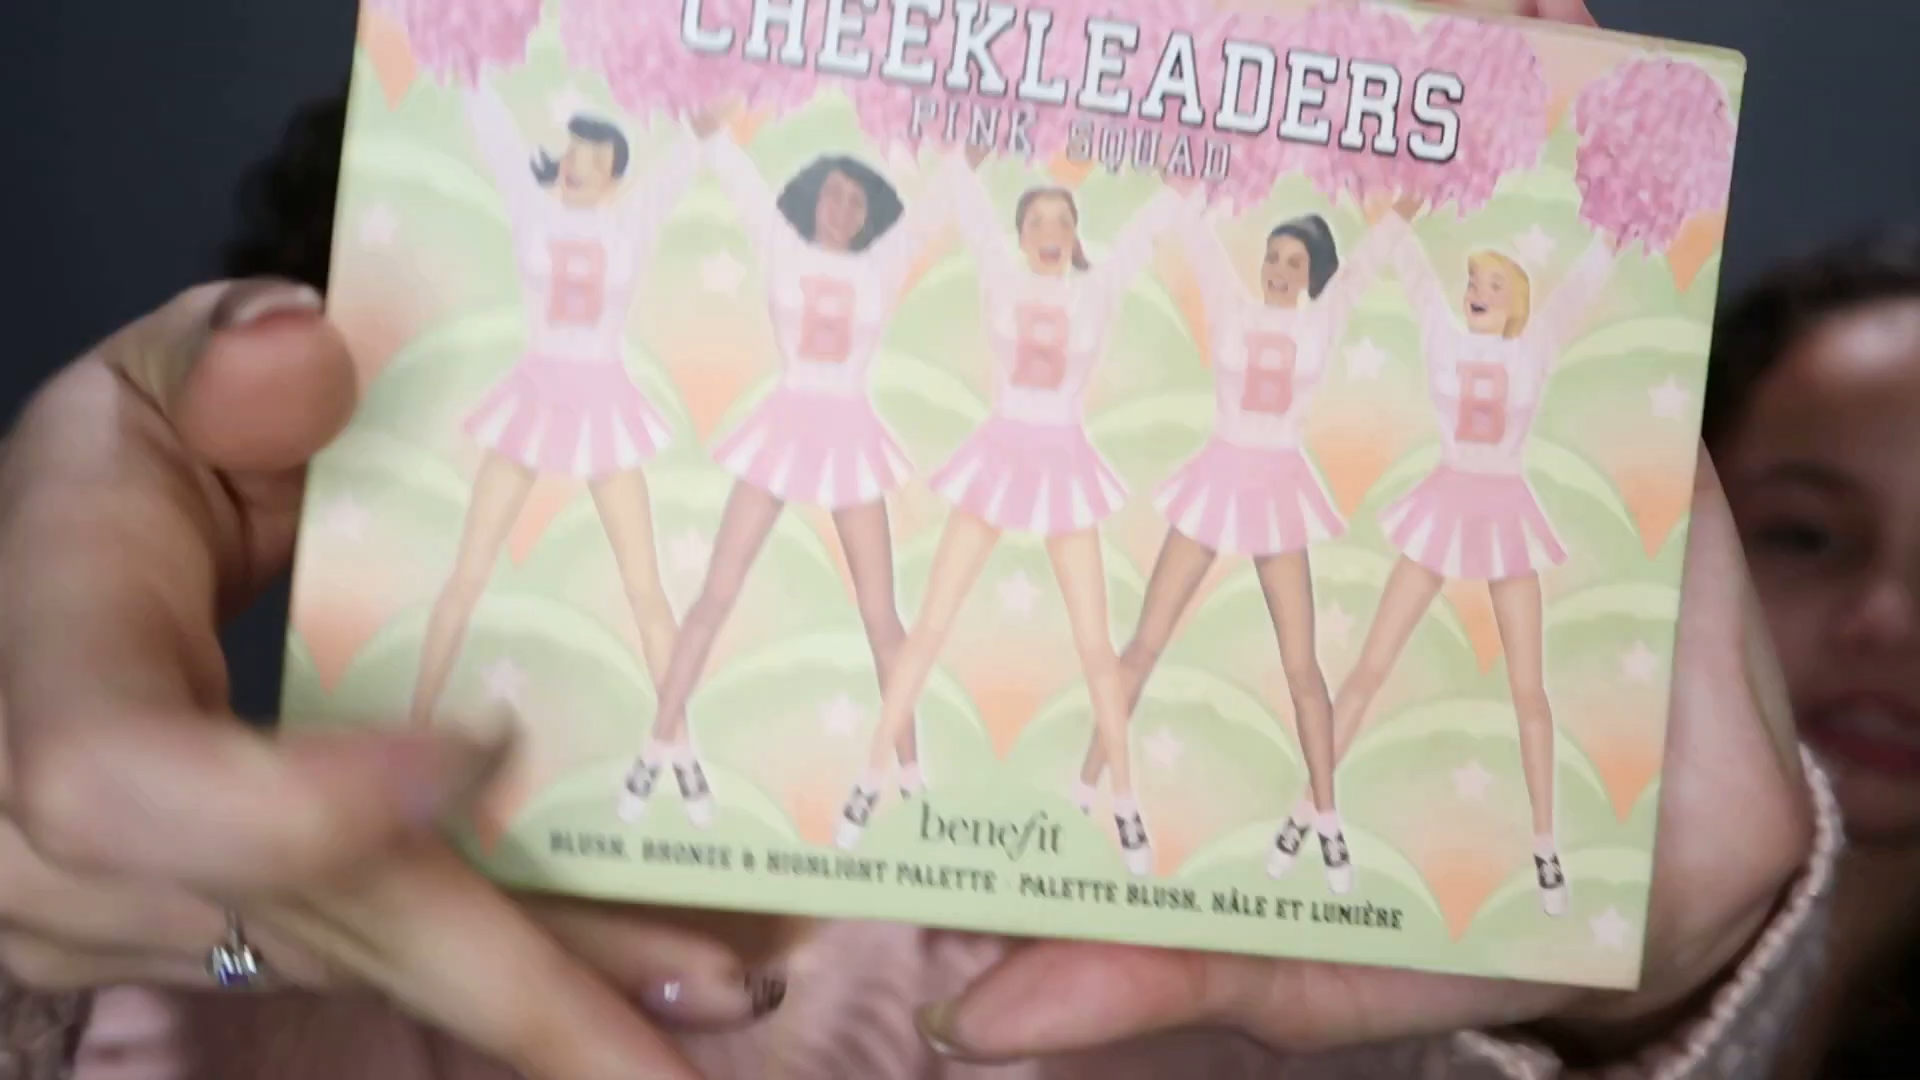 CHEEKLEADERS
PINK SQUAD
B B B B B
benefit
BLUSH, BRONZE & HIGHLIGHT PALETTE · PALETTE BLUSH, HÂLE ET LUMIÈRE